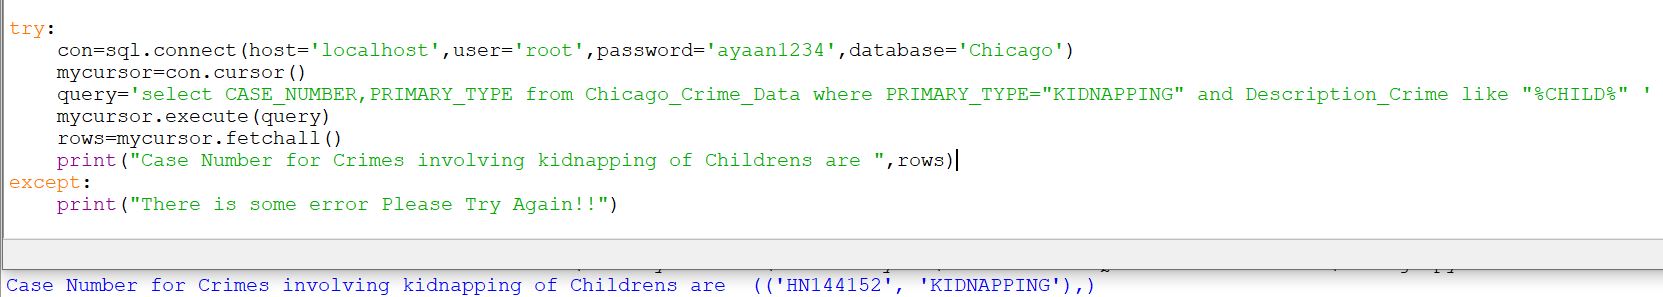 try:
    con=sql.connect(host='localhost',user='root',password='ayaan1234',database='Chicago')
    mycursor=con.cursor()
    query='select CASE_NUMBER,PRIMARY_TYPE from Chicago_Crime_Data where PRIMARY_TYPE="KIDNAPPING" and Description_Crime like "%CHILD%" '
    mycursor.execute(query)
    rows=mycursor.fetchall()
    print("Case Number for Crimes involving kidnapping of Childrens are ",rows)
except:
    print("There is some error Please Try Again!!")
Case Number for Crimes involving kidnapping of Childrens are  (('HN144152', 'KIDNAPPING'),)